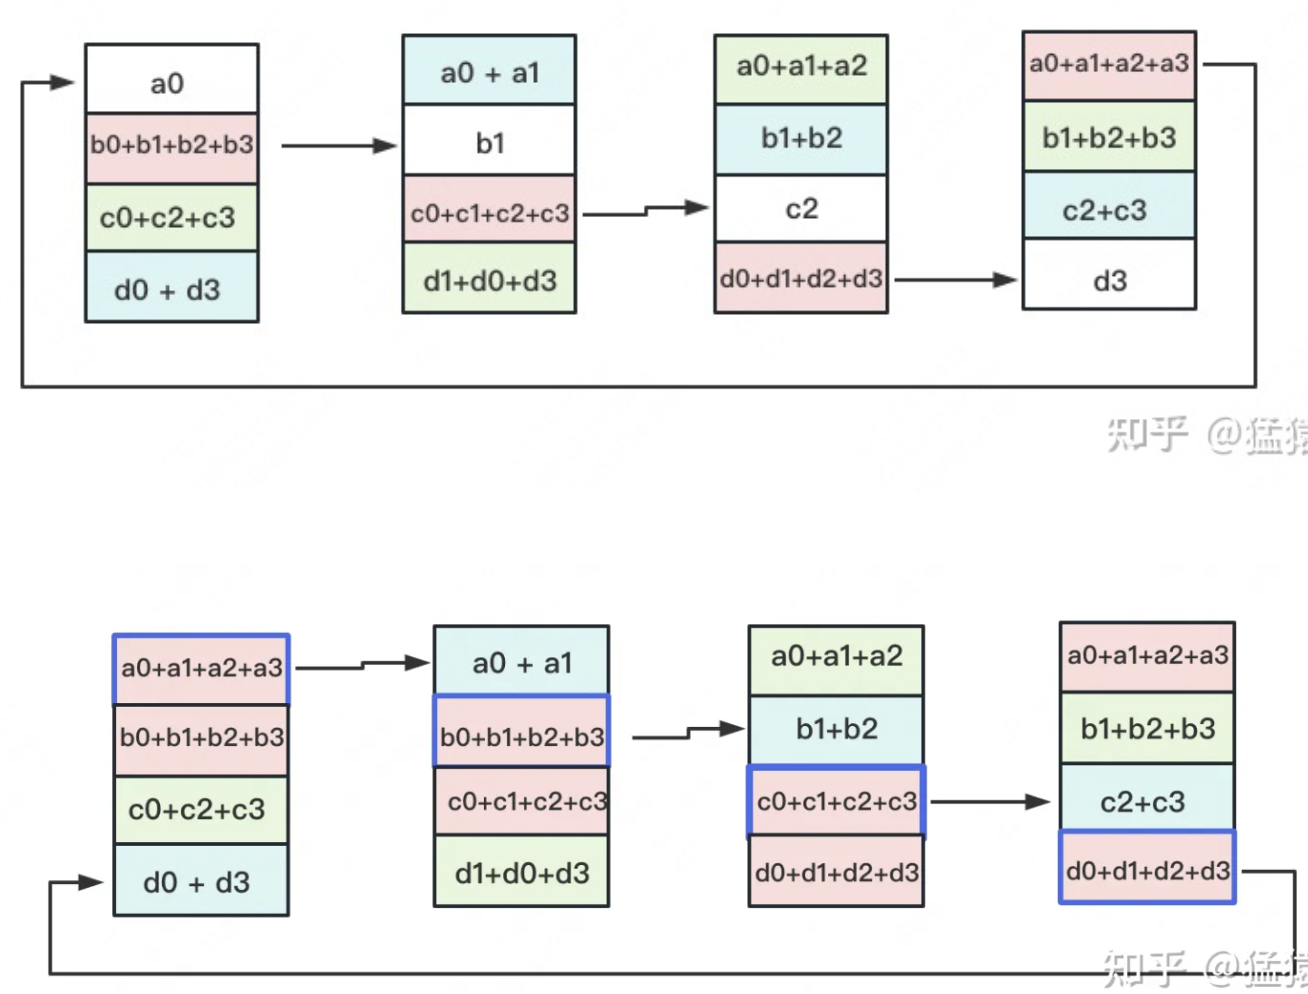 a0
a0 + a1
a0+a1+a2
a0+a1+a2+a3
b0+b1+b2+b3
b1
b1+b2
b1+b2+b3
c0+c2+c3
c0+c1+c2+c3
c2
c2+c3
d0 + d3
d1+d0+d3
d0+d1+d2+d3
d3
知乎 @猛猿
a0+a1+a2+a3
a0 + a1
a0+a1+a2
a0+a1+a2+a3
b0+b1+b2+b3
b0+b1+b2+b3
b1+b2
b1+b2+b3
c0+c2+c3
c0+c1+c2+c3
c0+c1+c2+c3
c2+c3
d0 + d3
d1+d0+d3
d0+d1+d2+d3
d0+d1+d2+d3
知乎 @猛猿